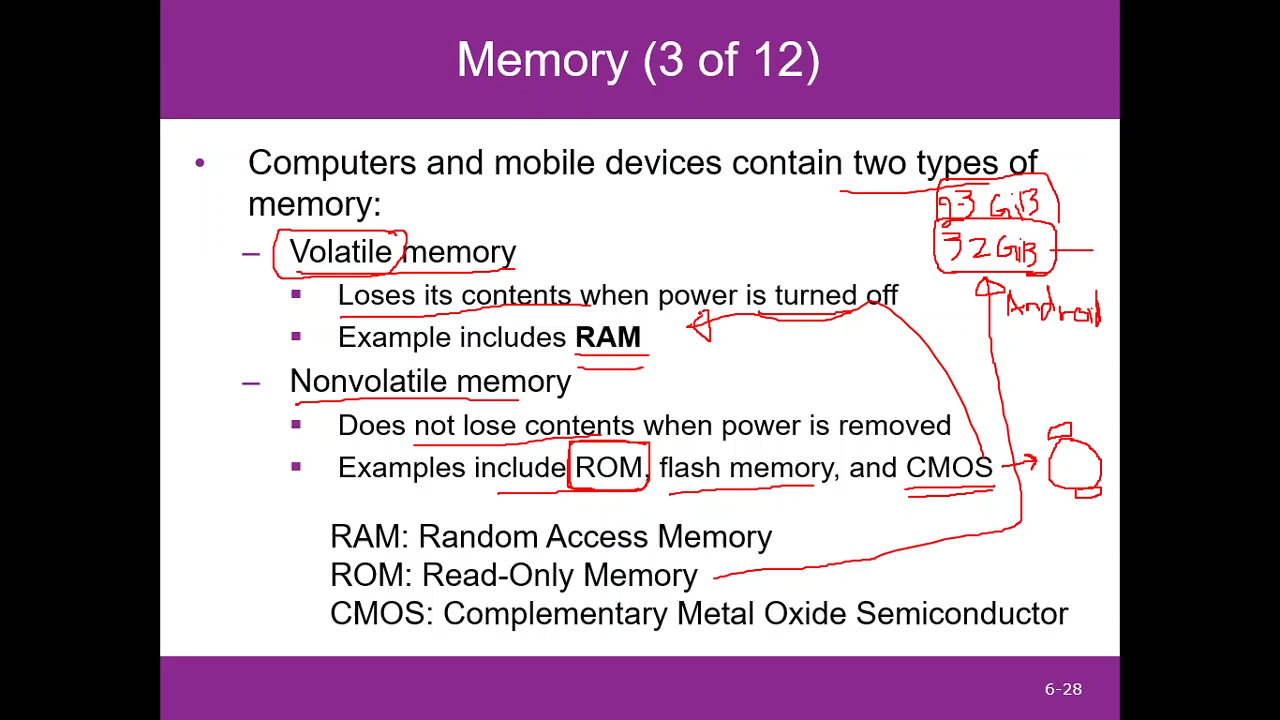 Memory (3 of 12)
• Computers and mobile devices contain two types of
memory:
– Volatile memory
▪ Loses its contents when power is turned off
▪ Example includes RAM
– Nonvolatile memory
▪ Does not lose contents when power is removed
▪ Examples include ROM, flash memory, and CMOS
RAM: Random Access Memory
ROM: Read-Only Memory
CMOS: Complementary Metal Oxide Semiconductor
GiB
32 GiB
Android
6-28